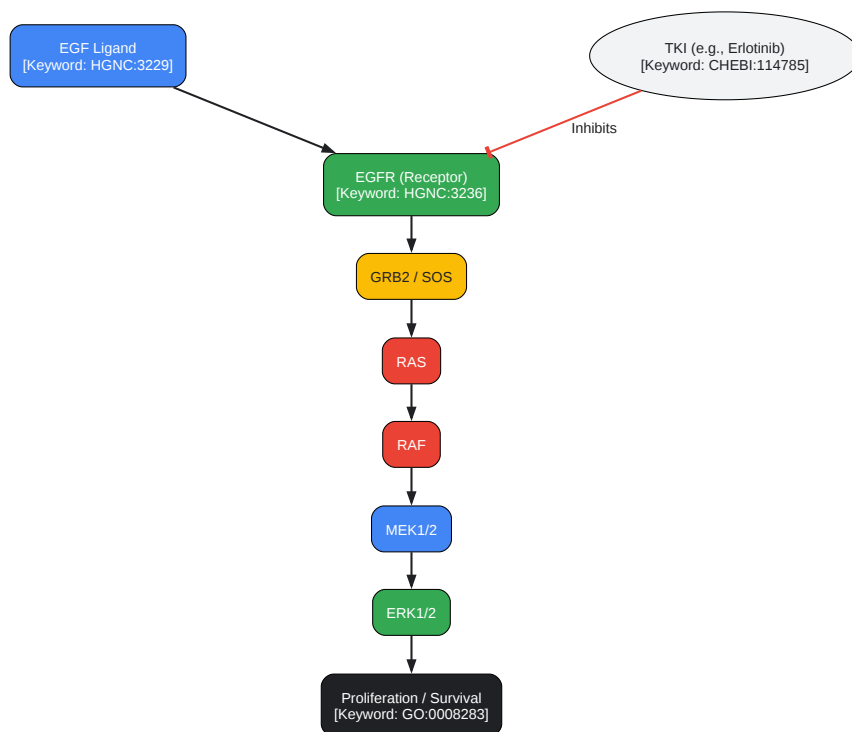 EGF Ligand
[Keyword: HGNC:3229]
TKI (e.g., Erlotinib)
[Keyword: CHEBI:114785]
Inhibits
EGFR (Receptor)
[Keyword: HGNC:3236]
GRB2 / SOS
RAS
RAF
MEK1/2
ERK1/2
Proliferation / Survival
[Keyword: GO:0008283]